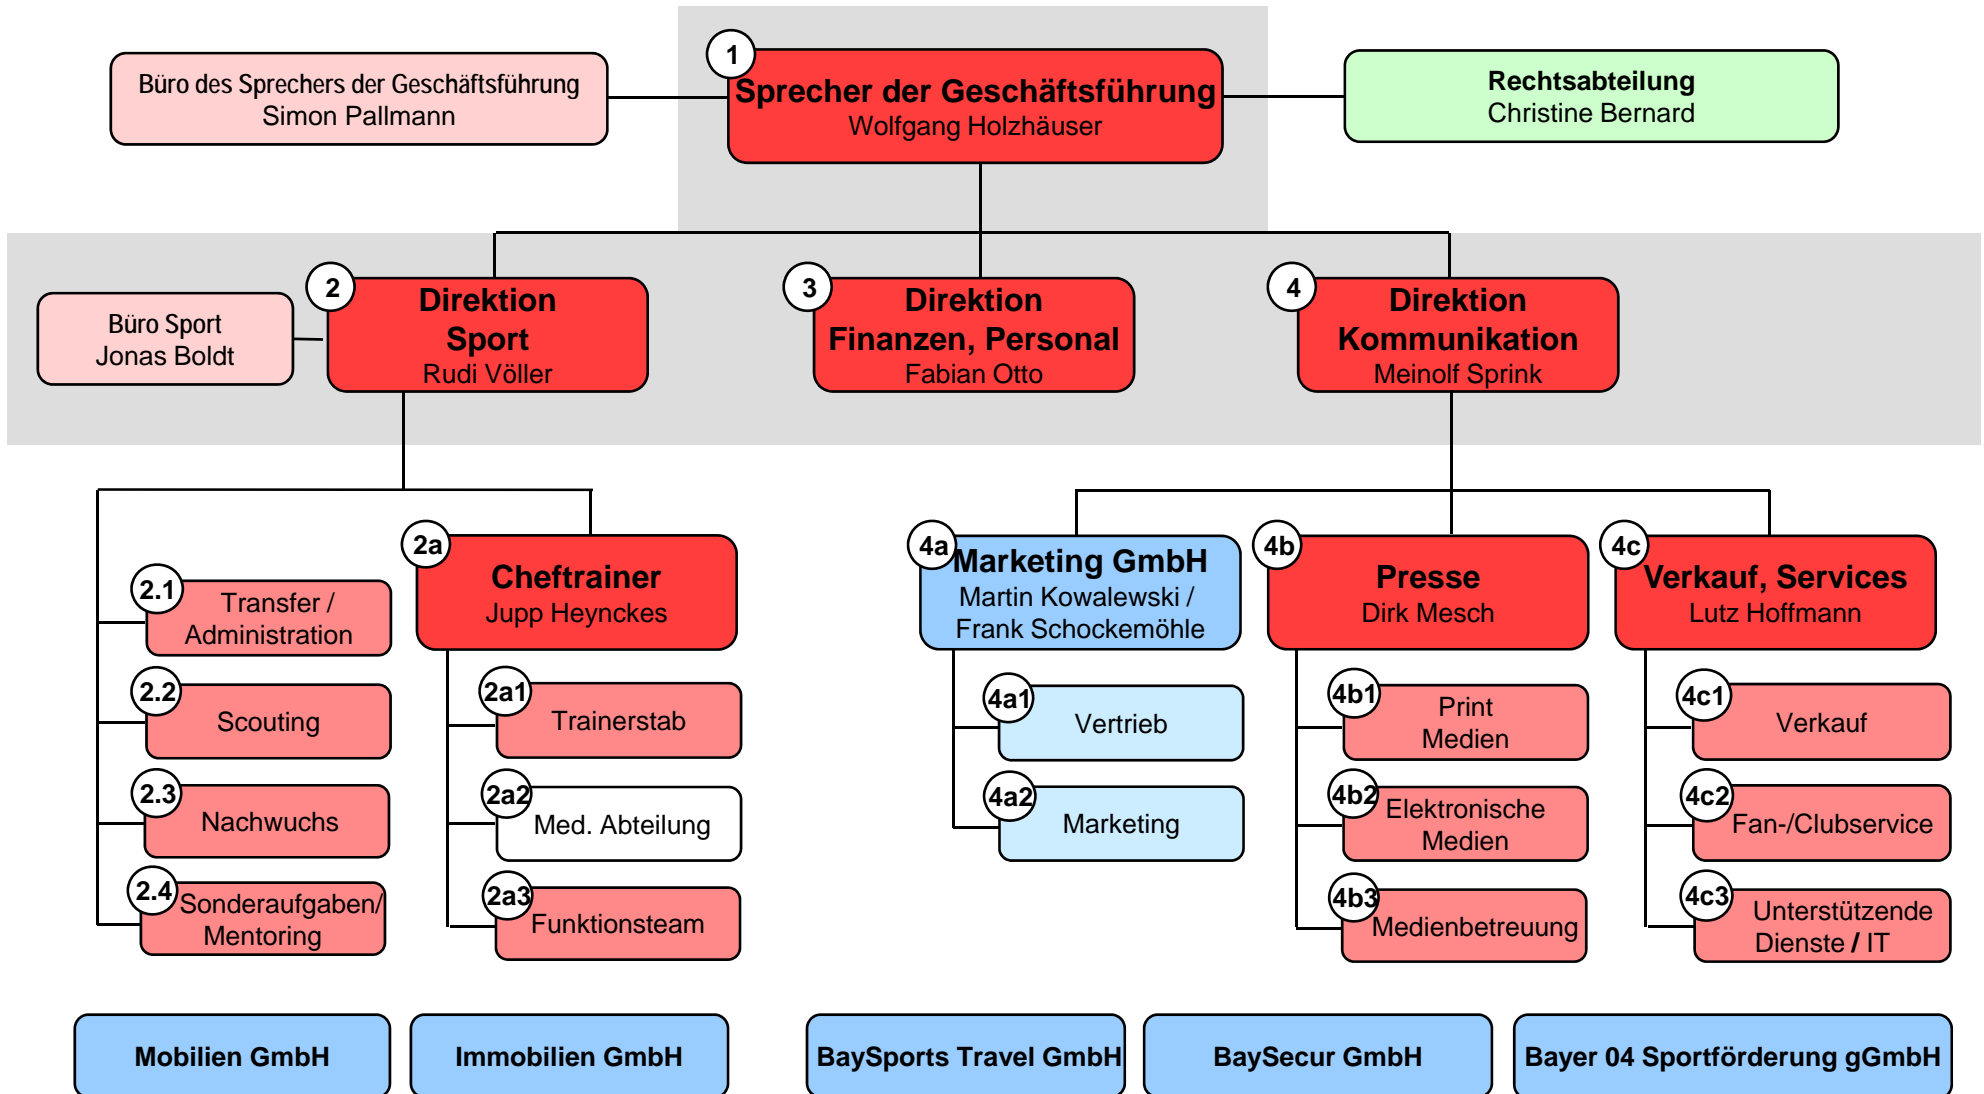 1
Büro des Sprechers der Geschäftsführung
Simon Pallmann
Sprecher der Geschäftsführung
Wolfgang Holzhäuser
Rechtsabteilung
Christine Bernard
Büro Sport
Jonas Boldt
2
Direktion
Sport
Rudi Völler
3
Direktion
Finanzen, Personal
Fabian Otto
4
Direktion
Kommunikation
Meinolf Sprink
2.1
Transfer /
Administration
2.2
Scouting
2.3
Nachwuchs
2.4
Sonderaufgaben/
Mentoring
2a
Cheftrainer
Jupp Heynckes
2a1
Trainerstab
2a2
Med. Abteilung
2a3
Funktionsteam
4a
Marketing GmbH
Martin Kowalewski /
Frank Schockemöhle
4a1
Vertrieb
4a2
Marketing
4b
Presse
Dirk Mesch
4b1
Print
Medien
4b2
Elektronische
Medien
4b3
Medienbetreuung
4c
Verkauf, Services
Lutz Hoffmann
4c1
Verkauf
4c2
Fan-/Clubservice
4c3
Unterstützende
Dienste / IT
Mobilien GmbH
Immobilien GmbH
BaySports Travel GmbH
BaySecur GmbH
Bayer 04 Sportförderung gGmbH